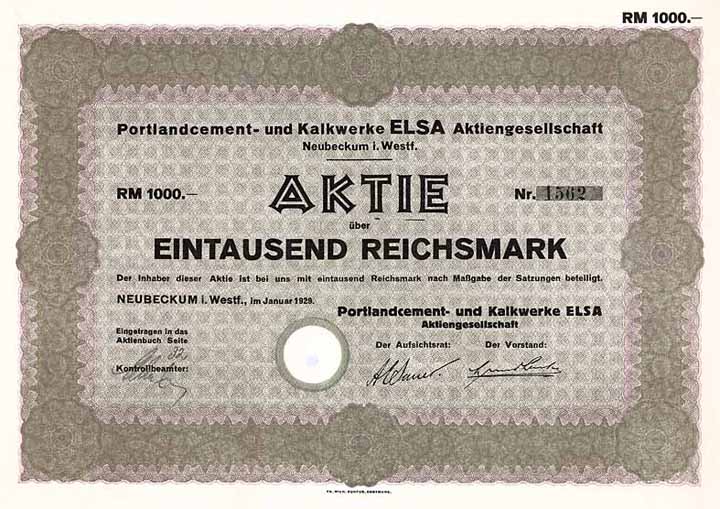 RM 1000.—
Portlandcement- und Kalkwerke ELSA Aktiengesellschaft
Neubeckum i. Westf.
RM 1000.— AKTIE Nr. 1562
über
EINTAUSEND REICHSMARK
Der Inhaber dieser Aktie ist bei uns mit eintausend Reichsmark nach Maßgabe der Satzungen beteiligt.
NEUBECKUM i. Westf., im Januar 1929.
Portlandcement- und Kalkwerke ELSA
Aktiengesellschaft
Eingetragen in das
Aktienbuch Seite
32
Kontrollbeamter:
Der Aufsichtsrat: Der Vorstand: